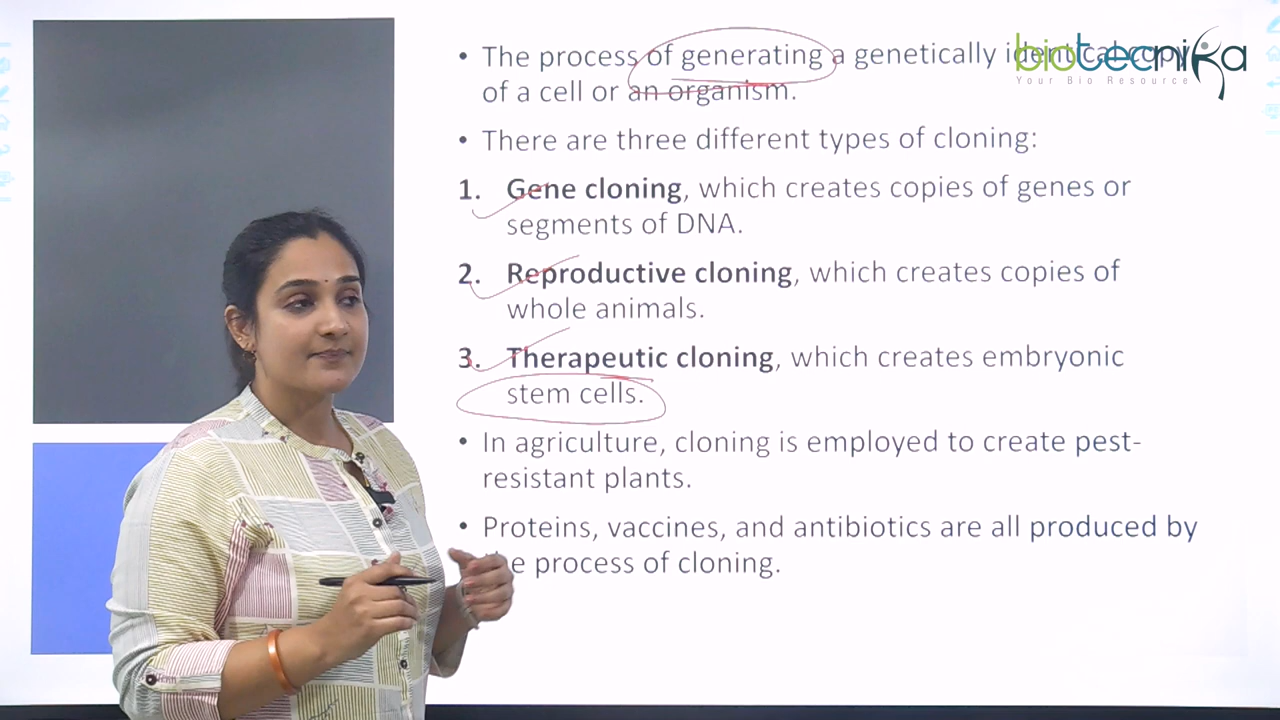 • The process of generating a genetically identical copy
of a cell or an organism.
biotecnika
Your Bio Resource
• There are three different types of cloning:
1. Gene cloning, which creates copies of genes or
segments of DNA.
2. Reproductive cloning, which creates copies of
whole animals.
3. Therapeutic cloning, which creates embryonic
stem cells.
• In agriculture, cloning is employed to create pest-
resistant plants.
• Proteins, vaccines, and antibiotics are all produced by
the process of cloning.